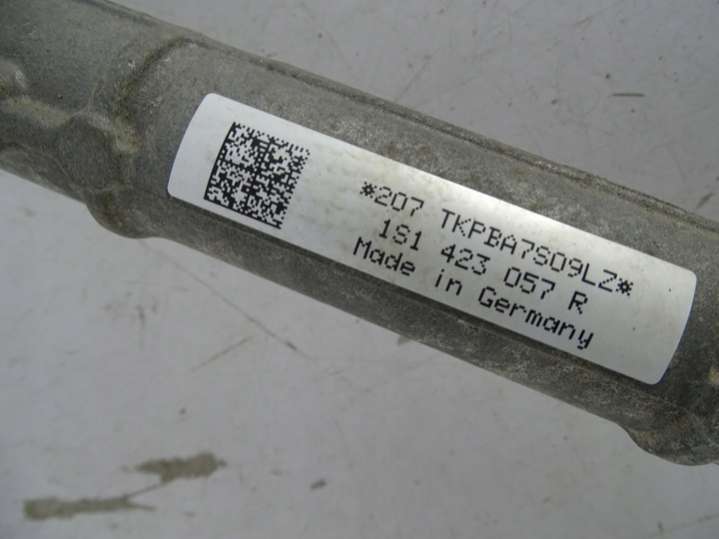 *207 TKPBA7S09LZ*
1S1 423 057 R
Made in Germany